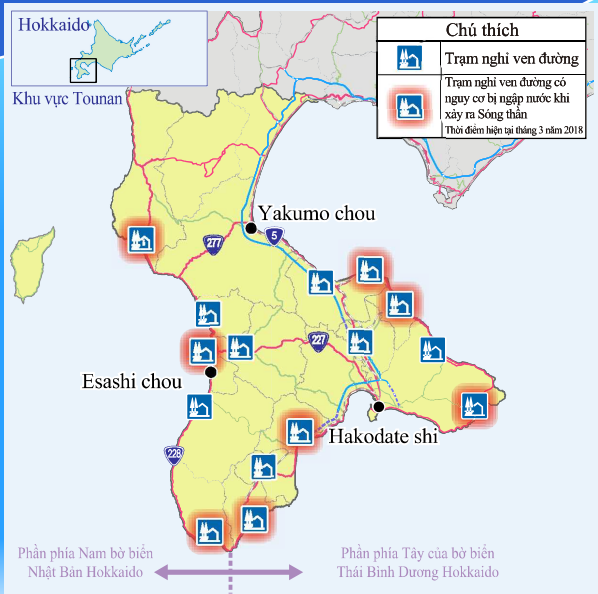 Hokkaido
Khu vực Tounan
Chú thích
Trạm nghỉ ven đường
Trạm nghỉ ven đường có
nguy cơ bị ngập nước khi
xảy ra Sóng thần
Thời điểm hiện tại tháng 3 năm 2018
Yakumo chou
5
277
227
Esashi chou
Hakodate shi
228
Phần phía Nam bờ biển
Nhật Bản Hokkaido
Phần phía Tây của bờ biển
Thái Bình Dương Hokkaido